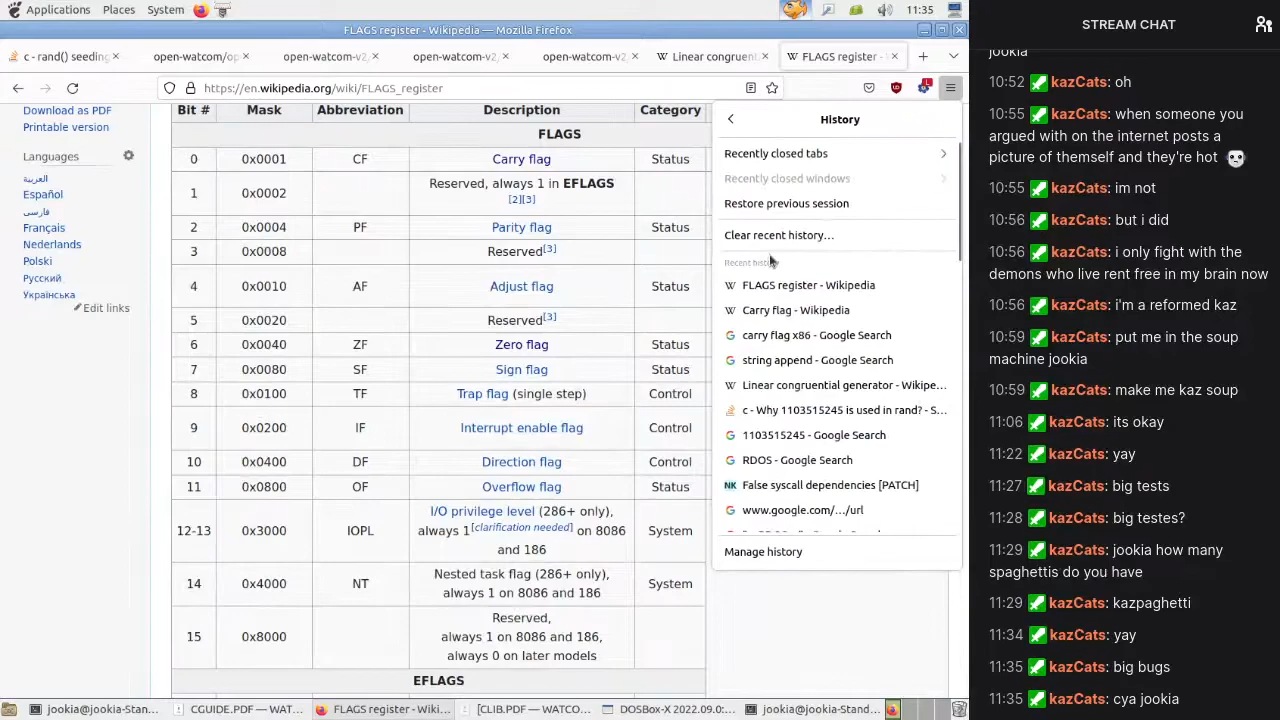 Applications Places System 11:35
FLAGS register - Wikipedia — Mozilla Firefox
c - rand() seeding
open-watcom/op
open-watcom-v2
open-watcom-v2
open-watcom-v2
Linear congruent
FLAGS register -
https://en.wikipedia.org/wiki/FLAGS_register
Download as PDF
Printable version
Languages
العربية
Español
فارسی
Français
Nederlands
Polski
Русский
Українська
Edit links
Bit # Mask Abbreviation Description Category
FLAGS
0 0x0001 CF Carry flag Status
1 0x0002 Reserved, always 1 in EFLAGS
[2][3]
2 0x0004 PF Parity flag Status
3 0x0008 Reserved[3]
4 0x0010 AF Adjust flag Status
5 0x0020 Reserved[3]
6 0x0040 ZF Zero flag Status
7 0x0080 SF Sign flag Status
8 0x0100 TF Trap flag (single step) Control
9 0x0200 IF Interrupt enable flag Control
10 0x0400 DF Direction flag Control
11 0x0800 OF Overflow flag Status
12-13 0x3000 IOPL I/O privilege level (286+ only),
always 1[clarification needed] on 8086
and 186 System
14 0x4000 NT Nested task flag (286+ only),
always 1 on 8086 and 186 System
15 0x8000 Reserved,
always 1 on 8086 and 186,
always 0 on later models
EFLAGS
History
Recently closed tabs
Recently closed windows
Restore previous session
Clear recent history...
Recent
FLAGS register - Wikipedia
Carry flag - Wikipedia
carry flag x86 - Google Search
string append - Google Search
Linear congruential generator - Wikipe...
c - Why 1103515245 is used in rand? - S...
1103515245 - Google Search
RDOS - Google Search
NK False syscall dependencies [PATCH]
www.google.com/.../url
Manage history
jookia@jookia-Stan...
CGUIDE.PDF — WAT...
FLAGS register - Wiki...
[CLIB.PDF — WATCO...
DOSBox-X 2022.09.0:...
jookia@jookia-Stand...
STREAM CHAT
jookia
10:52 kazCats: oh
10:55 kazCats: when someone you
argued with on the internet posts a
picture of themself and they're hot
10:55 kazCats: im not
10:56 kazCats: but i did
10:56 kazCats: i only fight with the
demons who live rent free in my brain now
10:56 kazCats: i'm a reformed kaz
10:59 kazCats: put me in the soup
machine jookia
10:59 kazCats: make me kaz soup
11:06 kazCats: its okay
11:22 kazCats: yay
11:27 kazCats: big tests
11:28 kazCats: big testes?
11:29 kazCats: jookia how many
spaghettis do you have
11:29 kazCats: kazpaghetti
11:34 kazCats: yay
11:35 kazCats: big bugs
11:35 kazCats: cya jookia